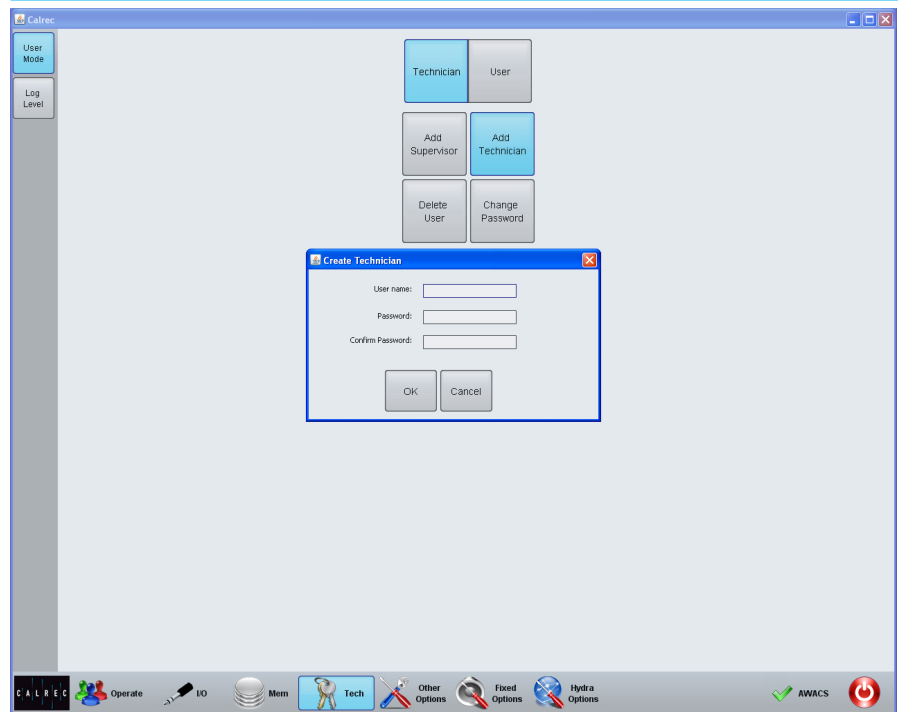 Calrec
User
Mode
Log
Level
Technician
User
Add
Supervisor
Add
Technician
Delete
User
Change
Password
Create Technician
User name:
Password:
Confirm Password:
OK
Cancel
CALREC
Operate
I/O
Mem
Tech
Other
Options
Fixed
Options
Hydra
Options
AWACS